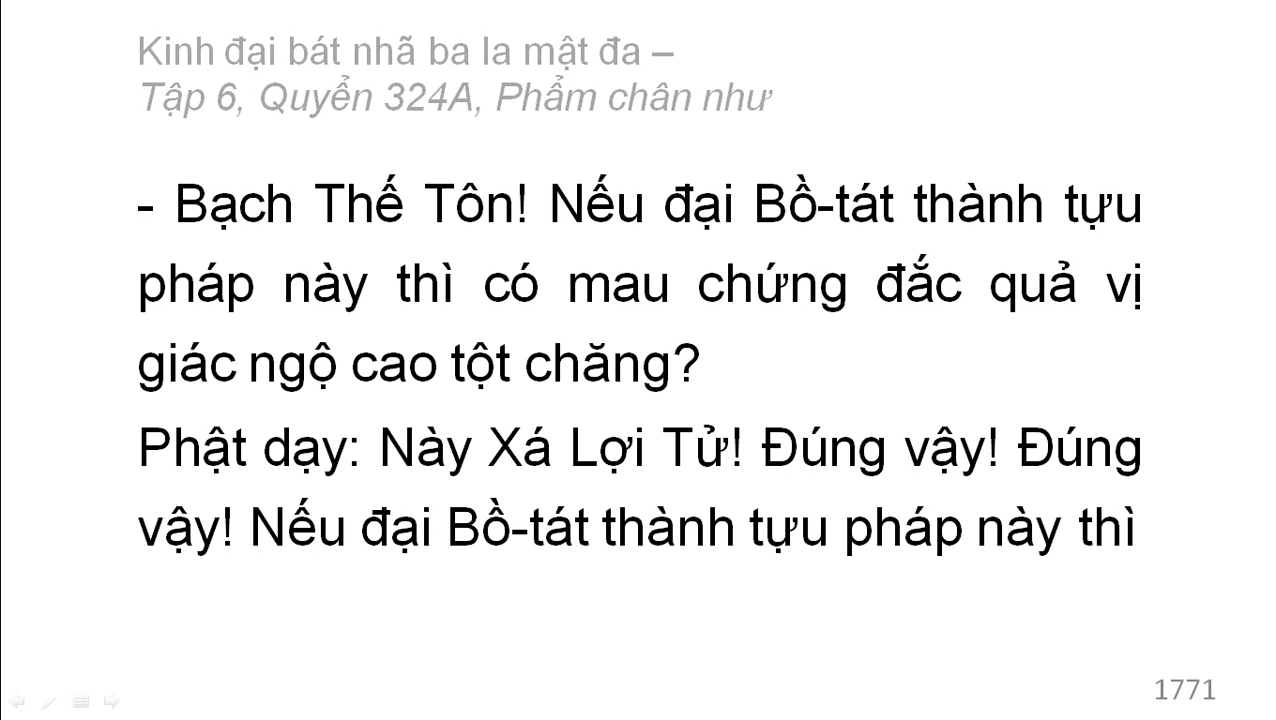 Kinh đại bát nhã ba la mật đa –
Tập 6, Quyển 324A, Phẩm chân như
- Bạch Thế Tôn! Nếu đại Bồ-tát thành tựu
pháp này thì có mau chứng đắc quả vị
giác ngộ cao tột chăng?
Phật dạy: Này Xá Lợi Tử! Đúng vậy! Đúng
vậy! Nếu đại Bồ-tát thành tựu pháp này thì
1771